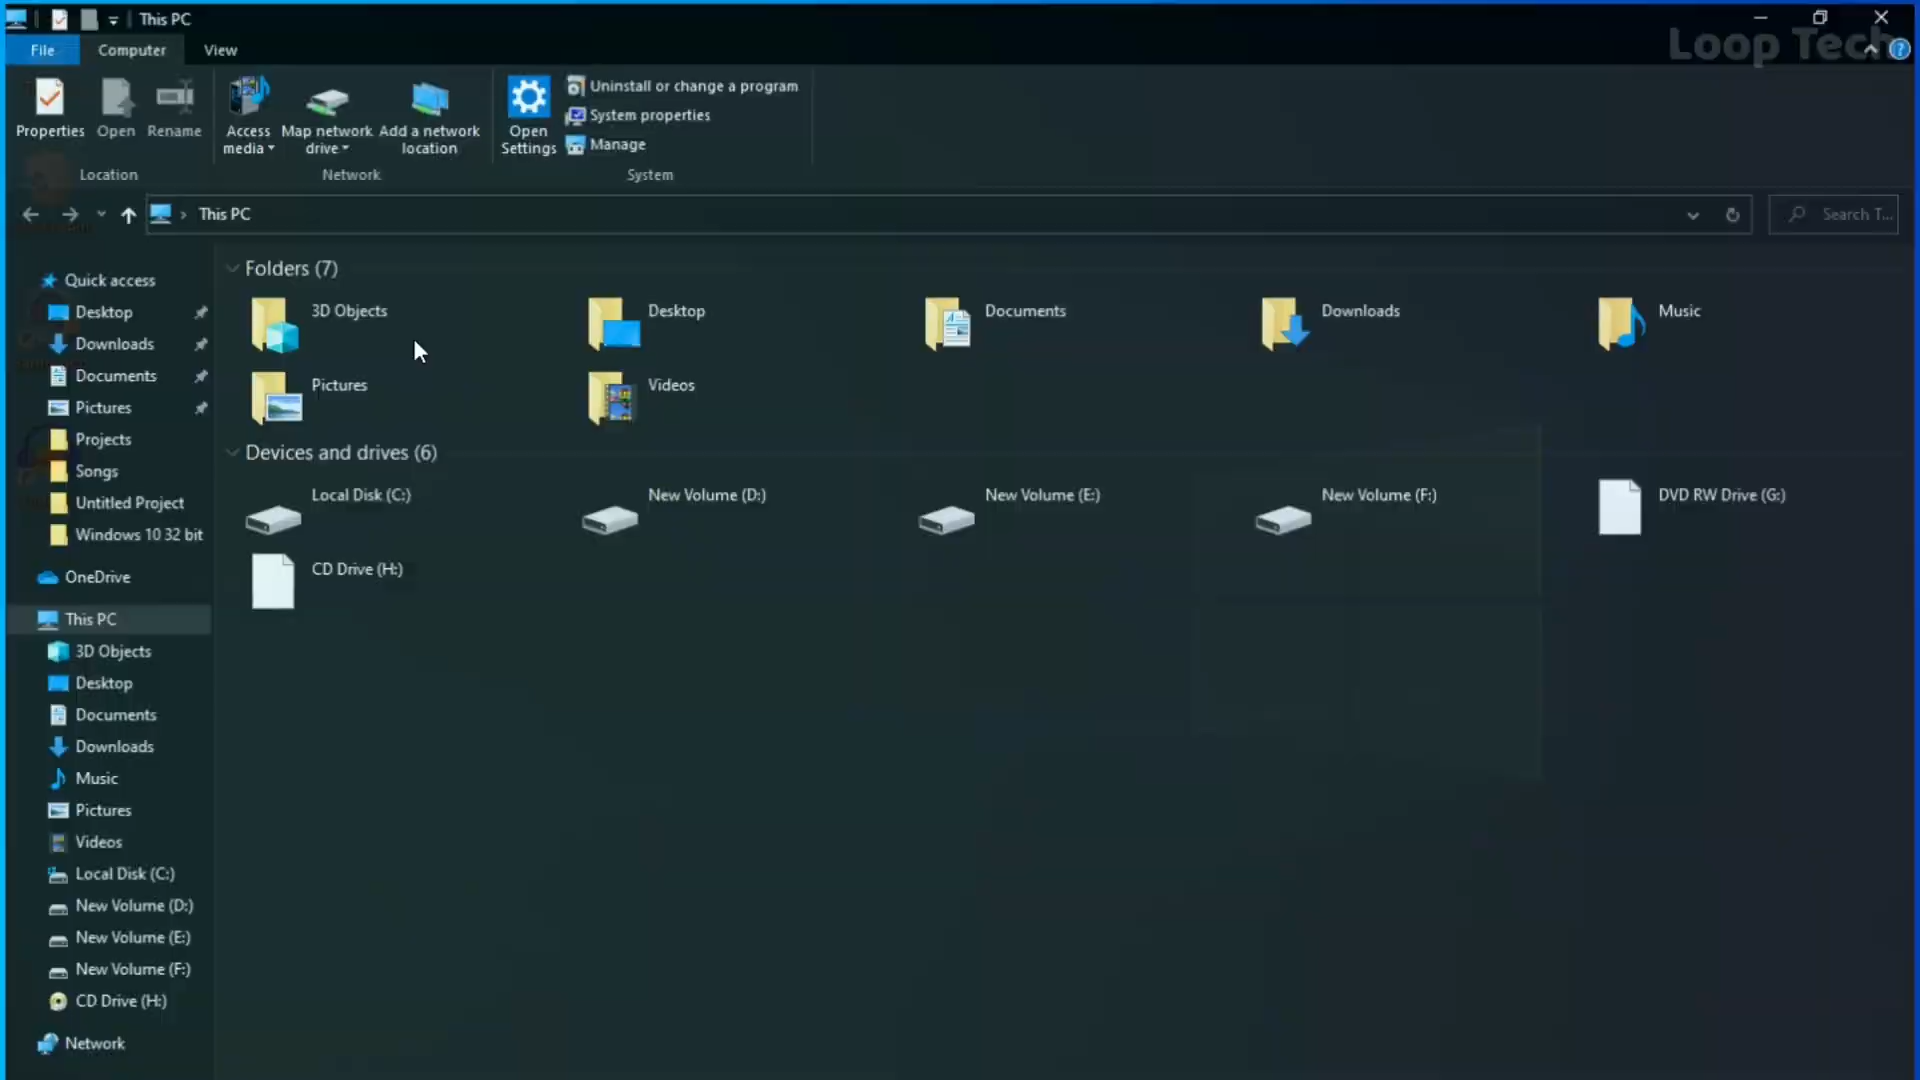 This PC
Loop Tech
File Computer View
Properties Open Rename
Access media
Map network drive
Add a network location
Open Settings
Uninstall or change a program
System properties
Manage
Location Network System
This PC
Search T...
Quick access
Desktop
Downloads
Documents
Pictures
Projects
Songs
Untitled Project
Windows 10 32 bit
OneDrive
This PC
3D Objects
Desktop
Documents
Downloads
Music
Pictures
Videos
Local Disk (C:)
New Volume (D:)
New Volume (E:)
New Volume (F:)
CD Drive (H:)
Network
Folders (7)
3D Objects
Desktop
Documents
Downloads
Music
Pictures
Videos
Devices and drives (6)
Local Disk (C:)
New Volume (D:)
New Volume (E:)
New Volume (F:)
DVD RW Drive (G:)
CD Drive (H:)